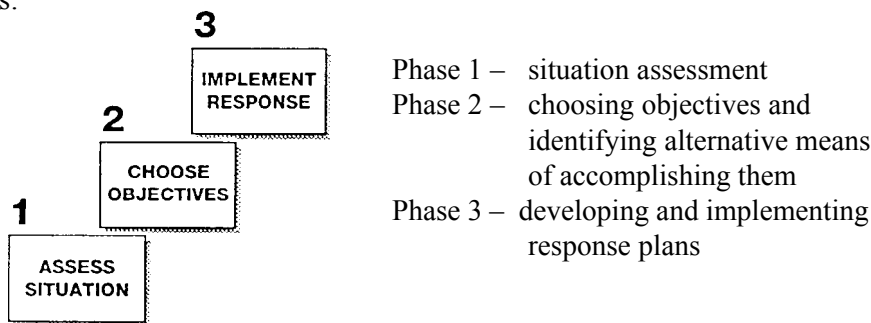 s.
3
IMPLEMENT
RESPONSE
2
CHOOSE
OBJECTIVES
1
ASSESS
SITUATION
Phase 1 – situation assessment
Phase 2 – choosing objectives and
identifying alternative means
of accomplishing them
Phase 3 – developing and implementing
response plans